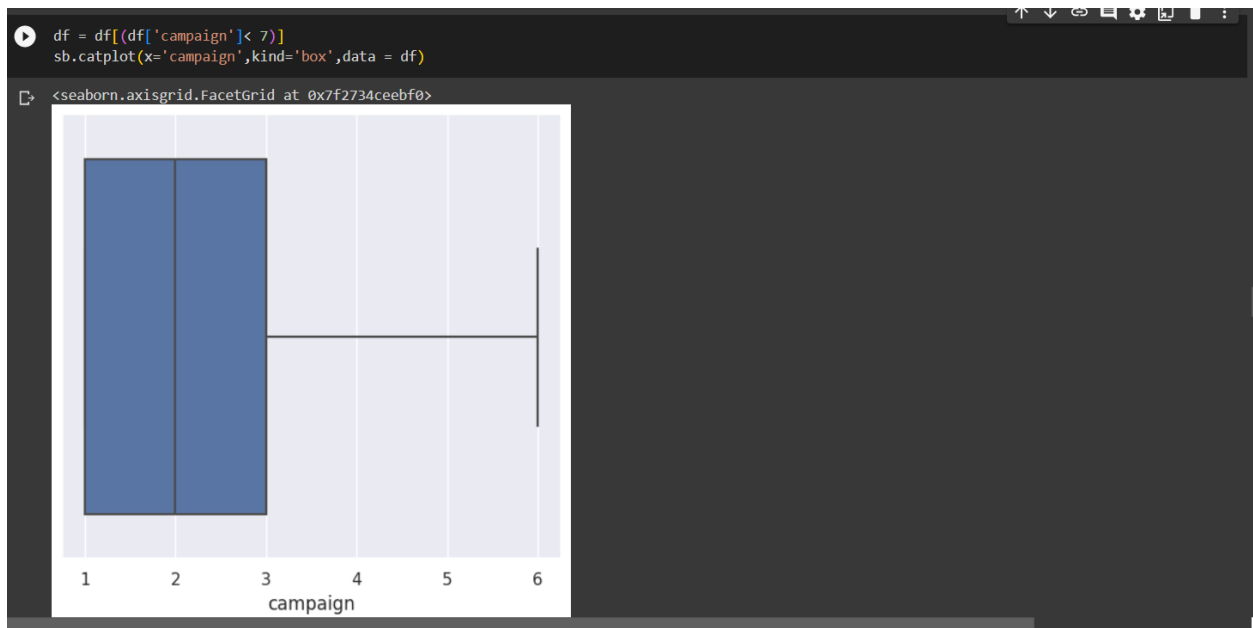 df = df[(df['campaign']< 7)]
sb.catplot(x='campaign',kind='box',data = df)
<seaborn.axisgrid.FacetGrid at 0x7f2734ceebf0>
1 2 3 4 5 6
campaign